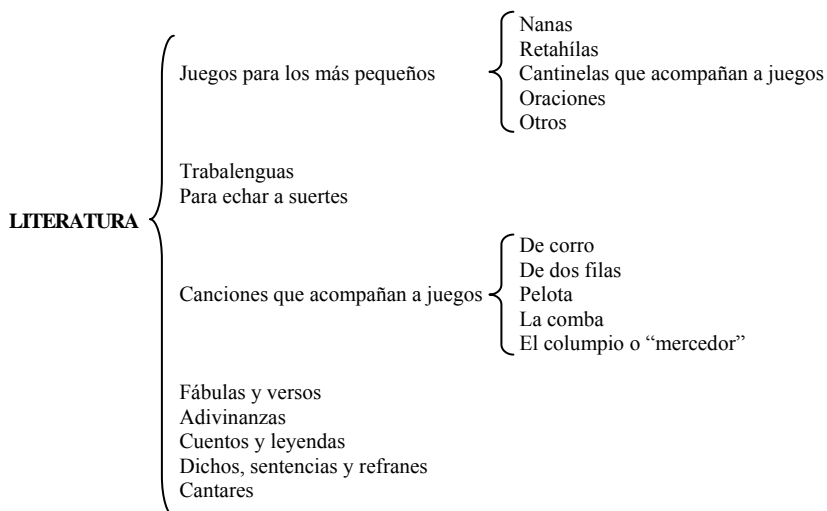 LITERATURA
Juegos para los más pequeños
Nanas
Retahílas
Cantinelas que acompañan a juegos
Oraciones
Otros
Trabalenguas
Para echar a suertes
Canciones que acompañan a juegos
De corro
De dos filas
Pelota
La comba
El columpio o “mercedor”
Fábulas y versos
Adivinanzas
Cuentos y leyendas
Dichos, sentencias y refranes
Cantares